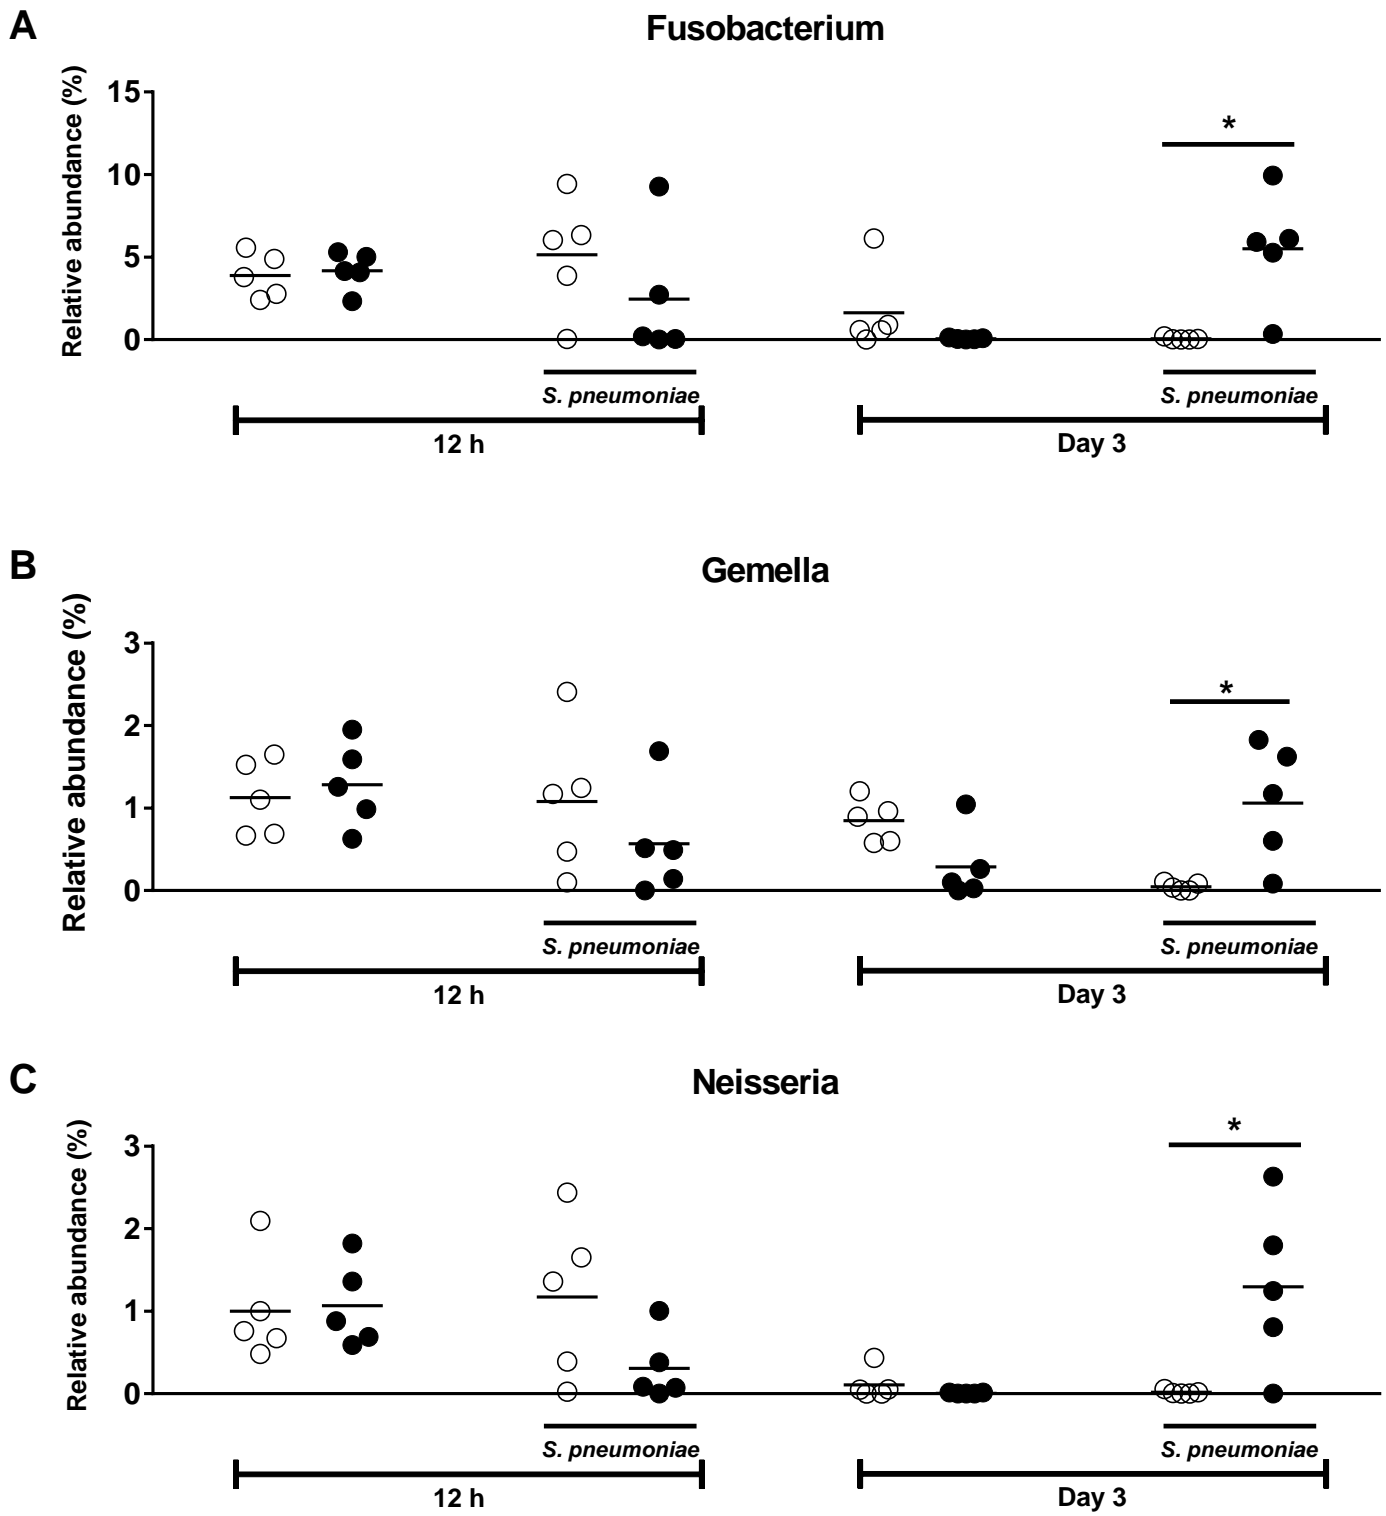 A
Fusobacterium
Relative abundance (%)
15
10
5
0
*
S. pneumoniae
S. pneumoniae
12 h
Day 3
B
Gemella
Relative abundance (%)
3
2
1
0
*
S. pneumoniae
S. pneumoniae
12 h
Day 3
C
Neisseria
Relative abundance (%)
3
2
1
0
*
S. pneumoniae
S. pneumoniae
12 h
Day 3